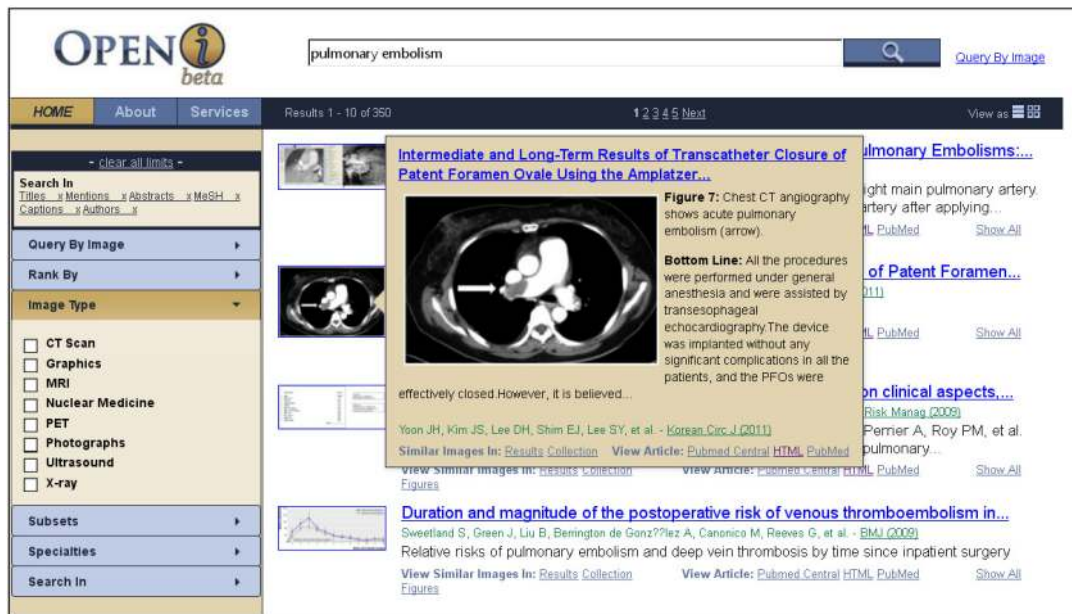 OPEN i
beta
pulmonary embolism
Query By Image
HOME About Services
Results 1 - 10 of 350
1 2 3 4 5 Next
View as
- clear all limits -
Search In
Titles x Mentions x Abstracts x MeSH x
Captions x Authors x
Query By Image
Rank By
Image Type
CT Scan
Graphics
MRI
Nuclear Medicine
PET
Photographs
Ultrasound
X-ray
Subsets
Specialties
Search In
Intermediate and Long-Term Results of Transcatheter Closure of
Patent Foramen Ovale Using the Amplatzer...
Figure 7: Chest CT angiography
shows acute pulmonary
embolism (arrow).
Bottom Line: All the procedures
were performed under general
anesthesia and were assisted by
transesophageal
echocardiography.The device
was implanted without any
significant complications in all the
patients, and the PFOs were
effectively closed.However, it is believed...
Yoon JH, Kim JS, Lee DH, Shim EJ, Lee SY, et al. - Korean Circ J (2011)
Similar Images In: Results Collection View Article: Pubmed Central HTML PubMed
ulmonary Embolisms:...
ight main pulmonary artery.
artery after applying...
PubMed Show All
of Patent Foramen...
PubMed Show All
on clinical aspects,...
Risk Manag (2009)
Perrier A, Roy PM, et al.
pulmonary...
View Similar Images In: Results Collection View Article: Pubmed Central HTML PubMed Show All
Figures
Duration and magnitude of the postoperative risk of venous thromboembolism in...
Sweetland S, Green J, Liu B, Berrington de Gonz??lez A, Canonico M, Reeves G, et al. - BMJ (2009)
Relative risks of pulmonary embolism and deep vein thrombosis by time since inpatient surgery
View Similar Images In: Results Collection View Article: Pubmed Central HTML PubMed Show All
Figures